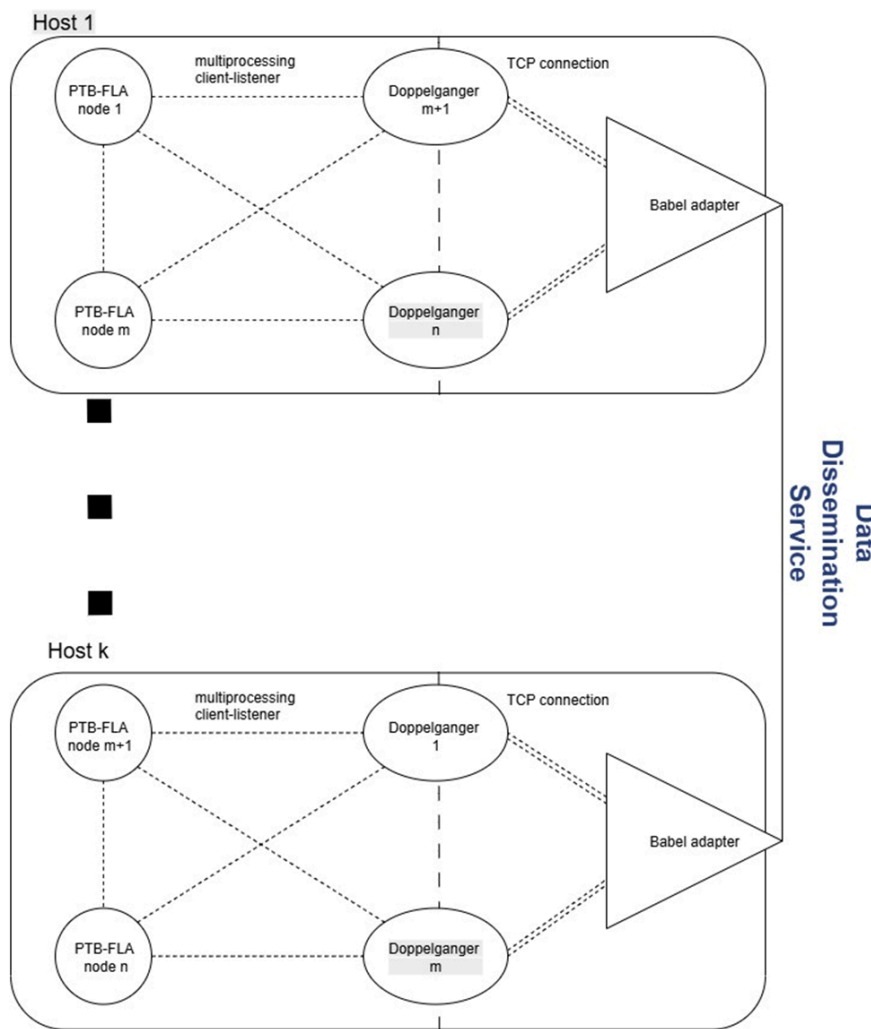 Host 1
PTB-FLA
node 1
multiprocessing
client-listener
Doppelganger
m+1
TCP connection
Babel adapter
PTB-FLA
node m
Doppelganger
n
Data
Dissemination
Service
Host k
PTB-FLA
node m+1
multiprocessing
client-listener
Doppelganger
1
TCP connection
Babel adapter
PTB-FLA
node n
Doppelganger
m